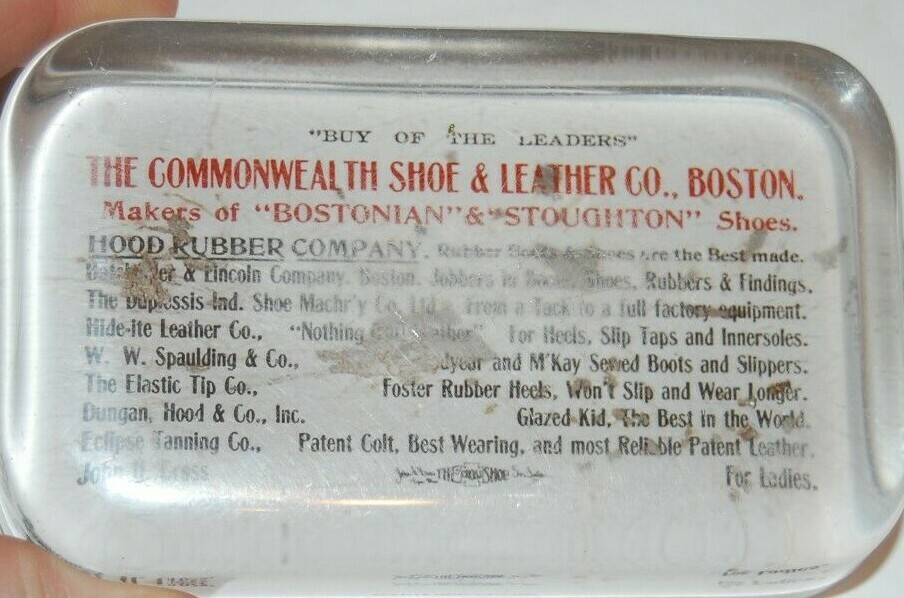 "BUY OF THE LEADERS"
THE COMMONWEALTH SHOE & LEATHER CO., BOSTON.
Makers of "BOSTONIAN" & "STOUGHTON" Shoes.
HOOD RUBBER COMPANY. Rubber Boots & Shoes are the Best made.
& Lincoln Company. Boston. Jobbers in Shoes, Rubbers & Findings.
The Duplessis Ind. Shoe Machr'y Co. Ltd From a Tack to a full factory equipment.
Hide-ite Leather Co., "Nothing For Heels, Slip Taps and Innersoles.
W. W. Spaulding & Co., and M'Kay Sewed Boots and Slippers.
The Elastic Tip Co., Foster Rubber Heels, Won't Slip and Wear Longer.
Dungan, Hood & Co., Inc. Glazed Kid, The Best in the World.
Eclipse Tanning Co., Patent Colt, Best Wearing, and most Reliable Patent Leather.
John Cross THE SHOP For Ladies.